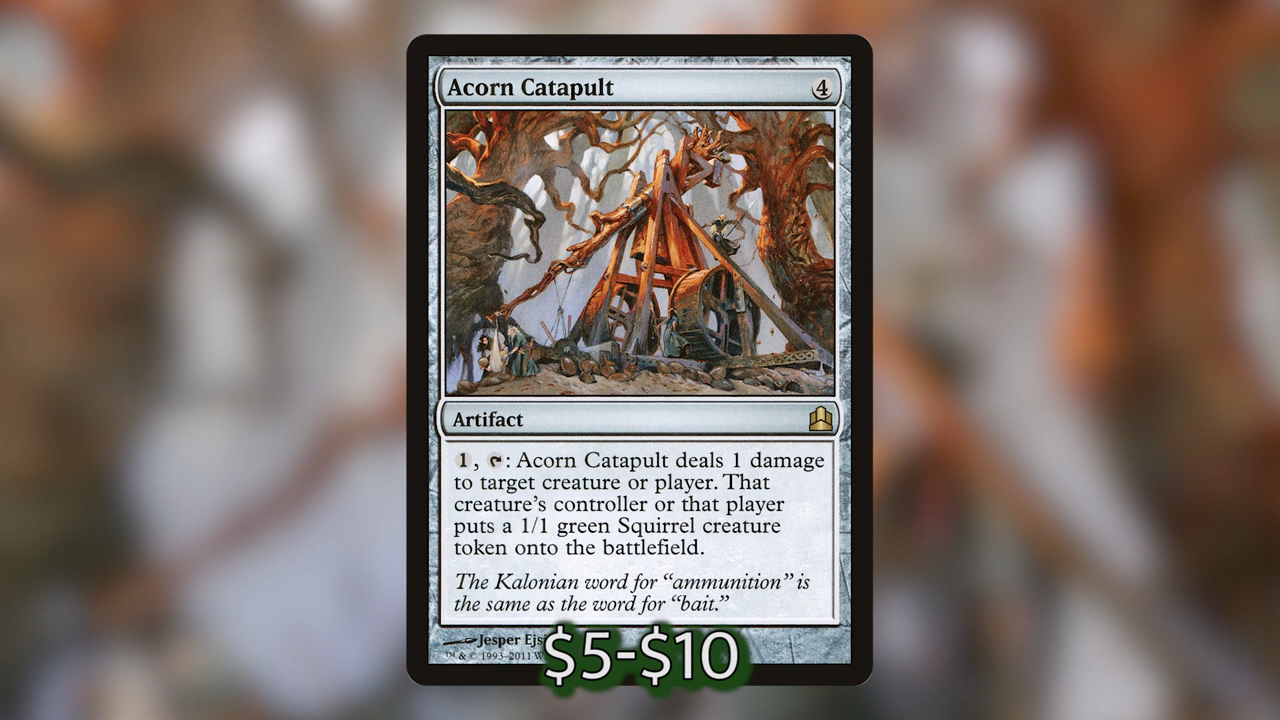 Acorn Catapult 4
Artifact
1, : Acorn Catapult deals 1 damage
to target creature or player. That
creature's controller or that player
puts a 1/1 green Squirrel creature
token onto the battlefield.
The Kalonian word for “ammunition” is
the same as the word for “bait.”
Jesper
™ & © 1993–2011
$5-$10